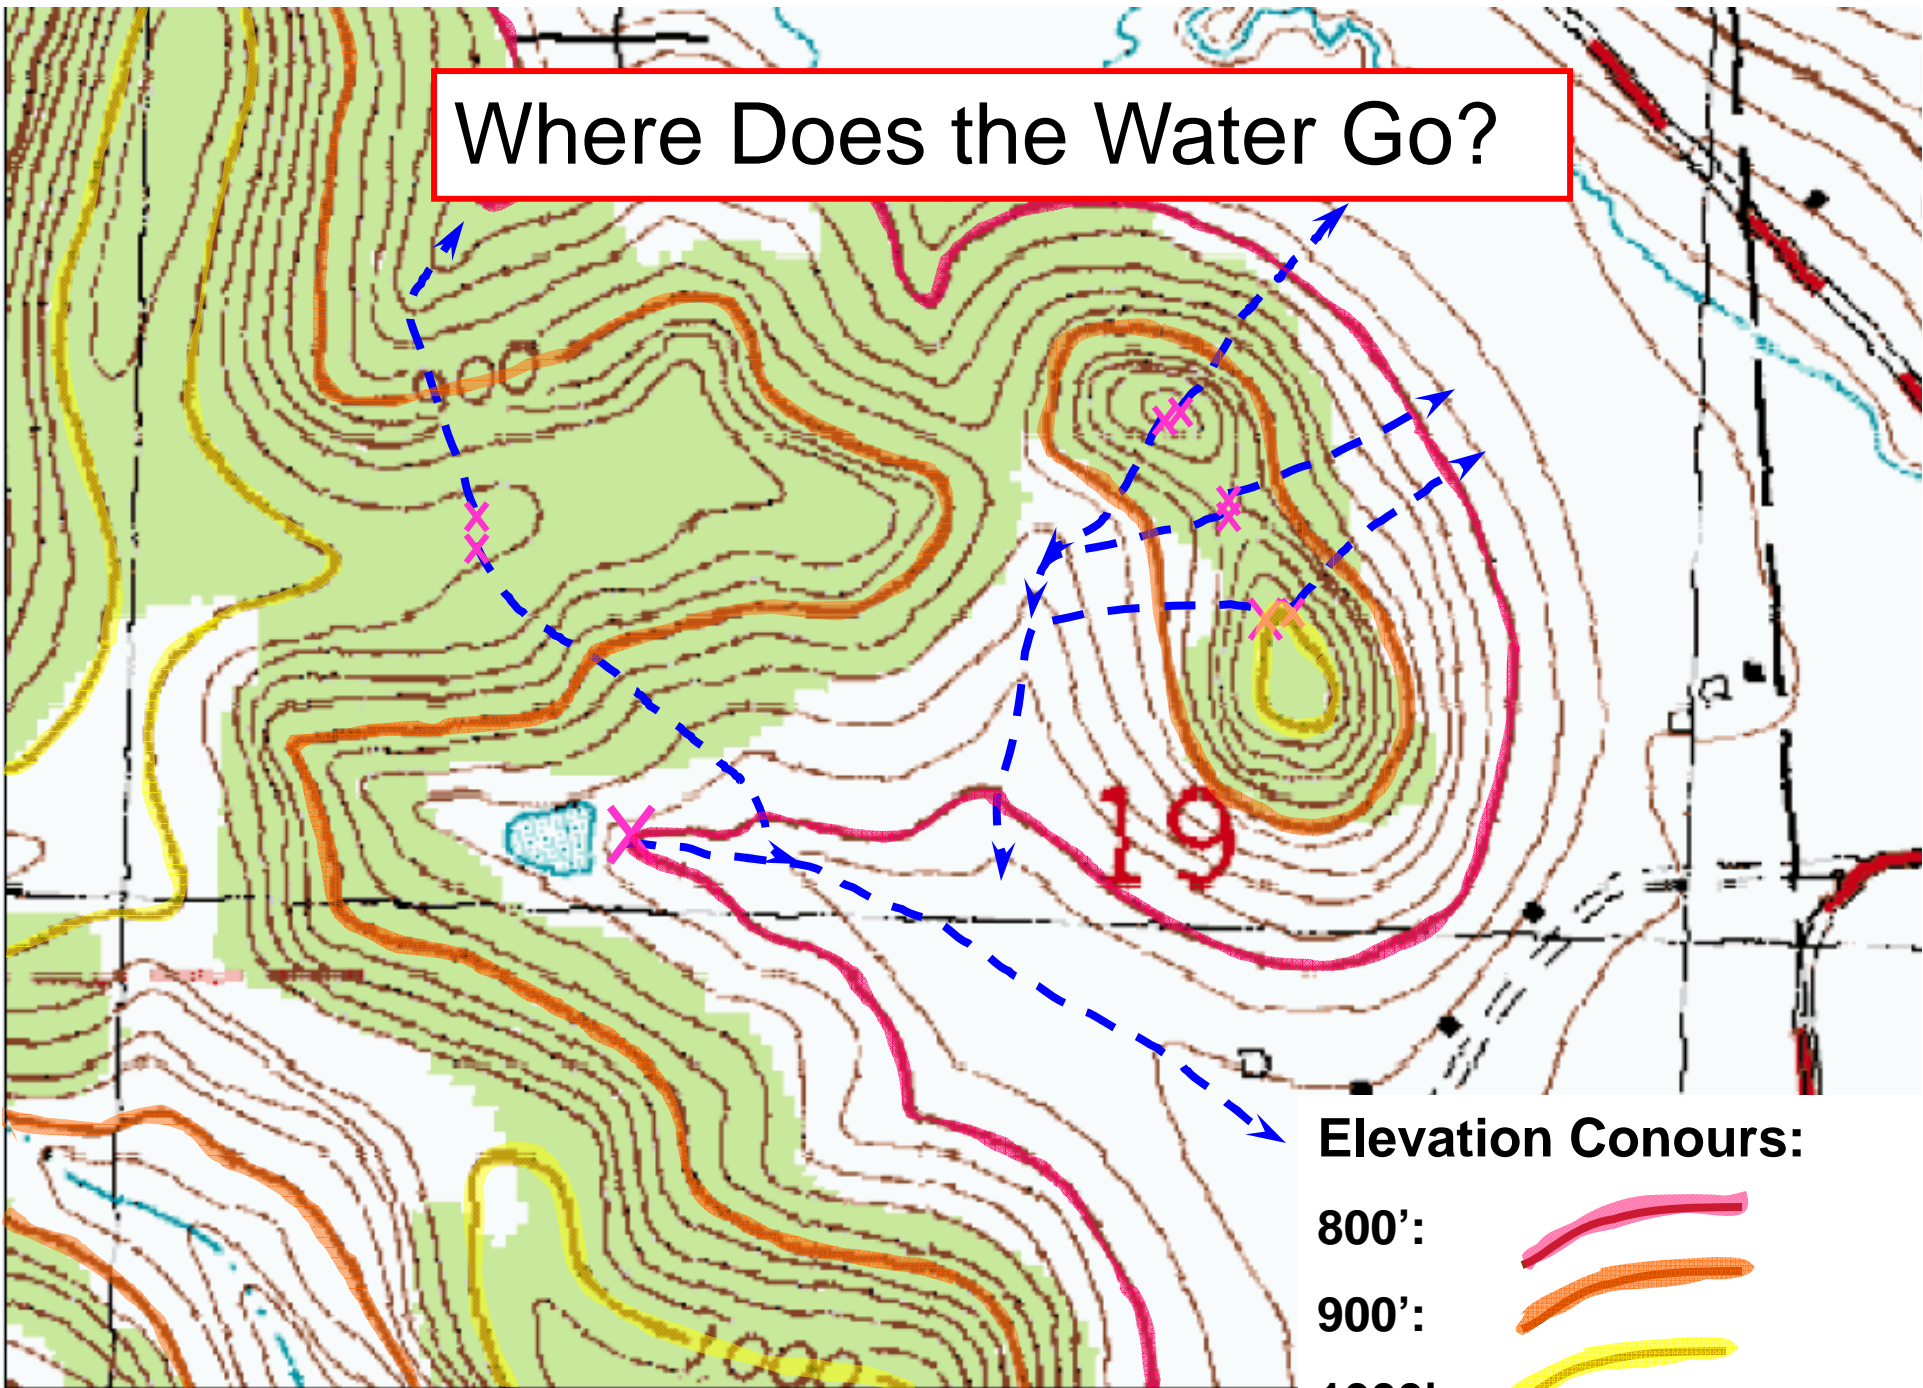 Where Does the Water Go?
19
Elevation Conours:
800’:
900’: